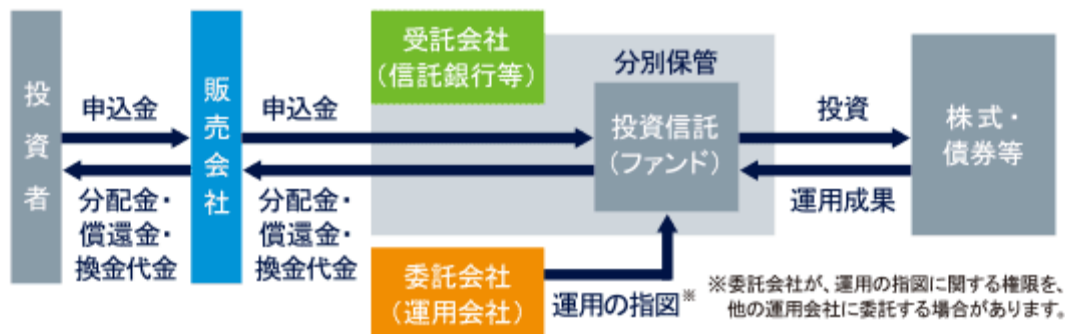 投資者
申込金
分配金・
償還金・
換金代金
販売会社
申込金
分配金・
償還金・
換金代金
受託会社
(信託銀行等)
分別保管
投資信託
(ファンド)
委託会社
(運用会社)
運用の指図※
投資
運用成果
株式・
債券等
※委託会社が、運用の指図に関する権限を、
他の運用会社に委託する場合があります。